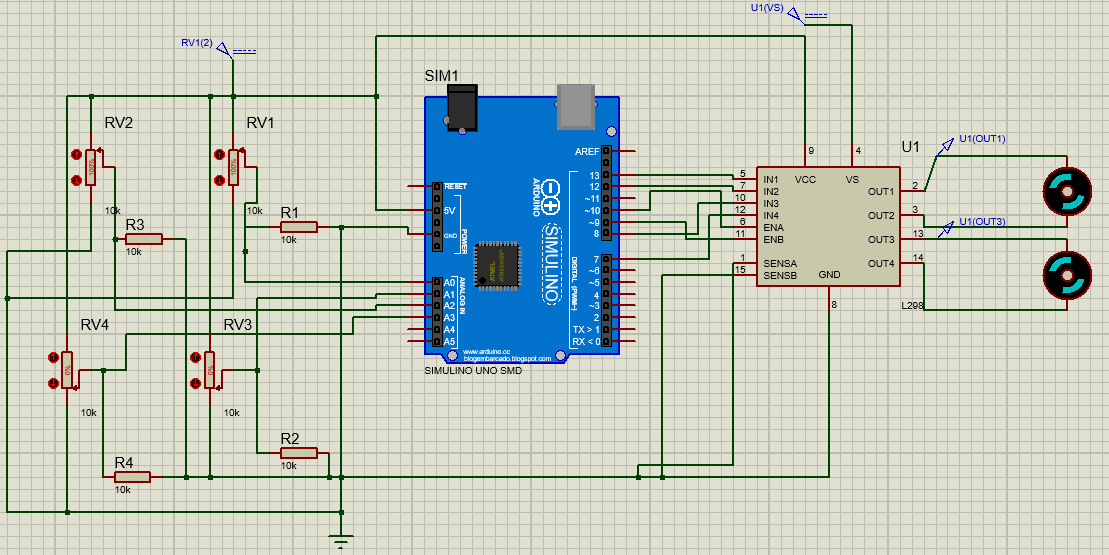 U1(VS)
RV1(2)
SIM1
RV2
RV1
100%
100%
10k
10k
R3
10k
R1
10k
RV4
RV3
0%
0%
10k
10k
R2
10k
R4
10k
RESET
5V
GND
POWER
A0
A1
A2
A3
A4
A5
ANALOG IN
AREF
13
12
~11
~10
~9
8
7
~6
~5
4
~3
2
TX > 1
RX < 0
DIGITAL (PWM~)
ARDUINO
SIMULINO
ATMEL
www.arduino.cc
blogembarcado.blogspot.com
SIMULINO UNO SMD
U1
9
4
5
7
10
12
6
11
1
15
IN1
IN2
IN3
IN4
ENA
ENB
SENSA
SENSB
VCC
VS
GND
8
OUT1
OUT2
OUT3
OUT4
2
3
13
14
L298
U1(OUT1)
U1(OUT3)